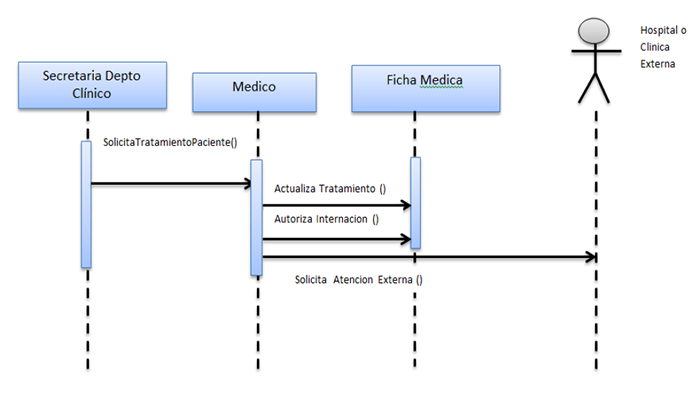 Hospital o
Clinica
Externa
Secretaria Depto
Clínico
Medico
Ficha Medica
SolicitaTratamientoPaciente()
Actualiza Tratamiento ()
Autoriza Internacion ()
Solicita Atencion Externa ()